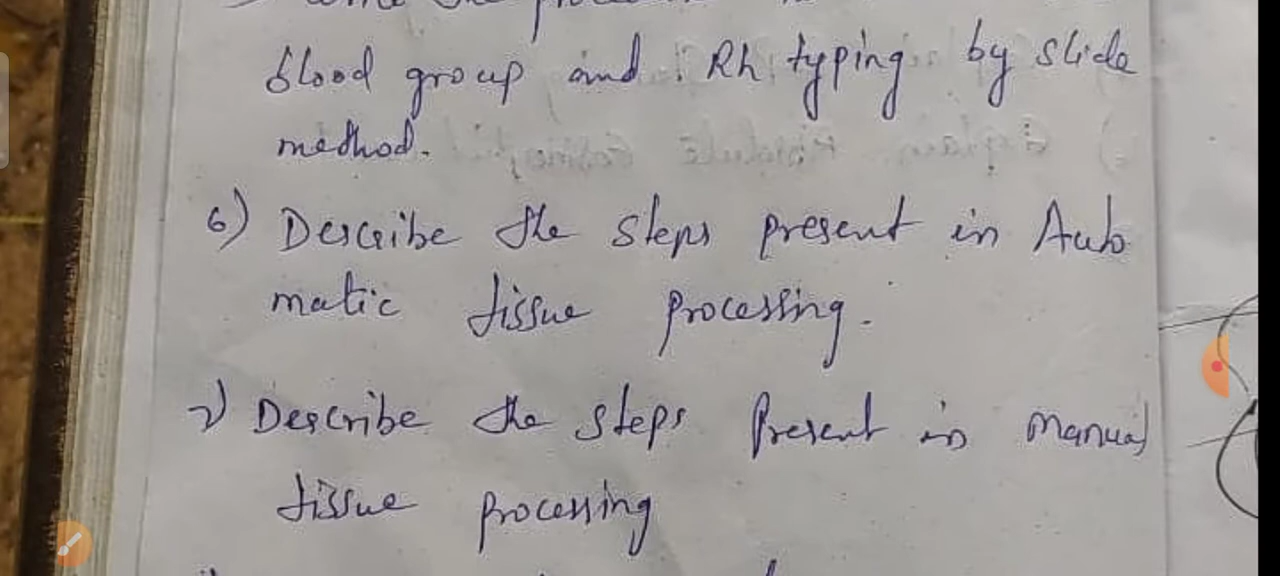 blood group and Rh typing by slide
method.
6) Describe the steps present in Auto
matic tissue processing.
7) Describe the steps Present in manual
tissue processing